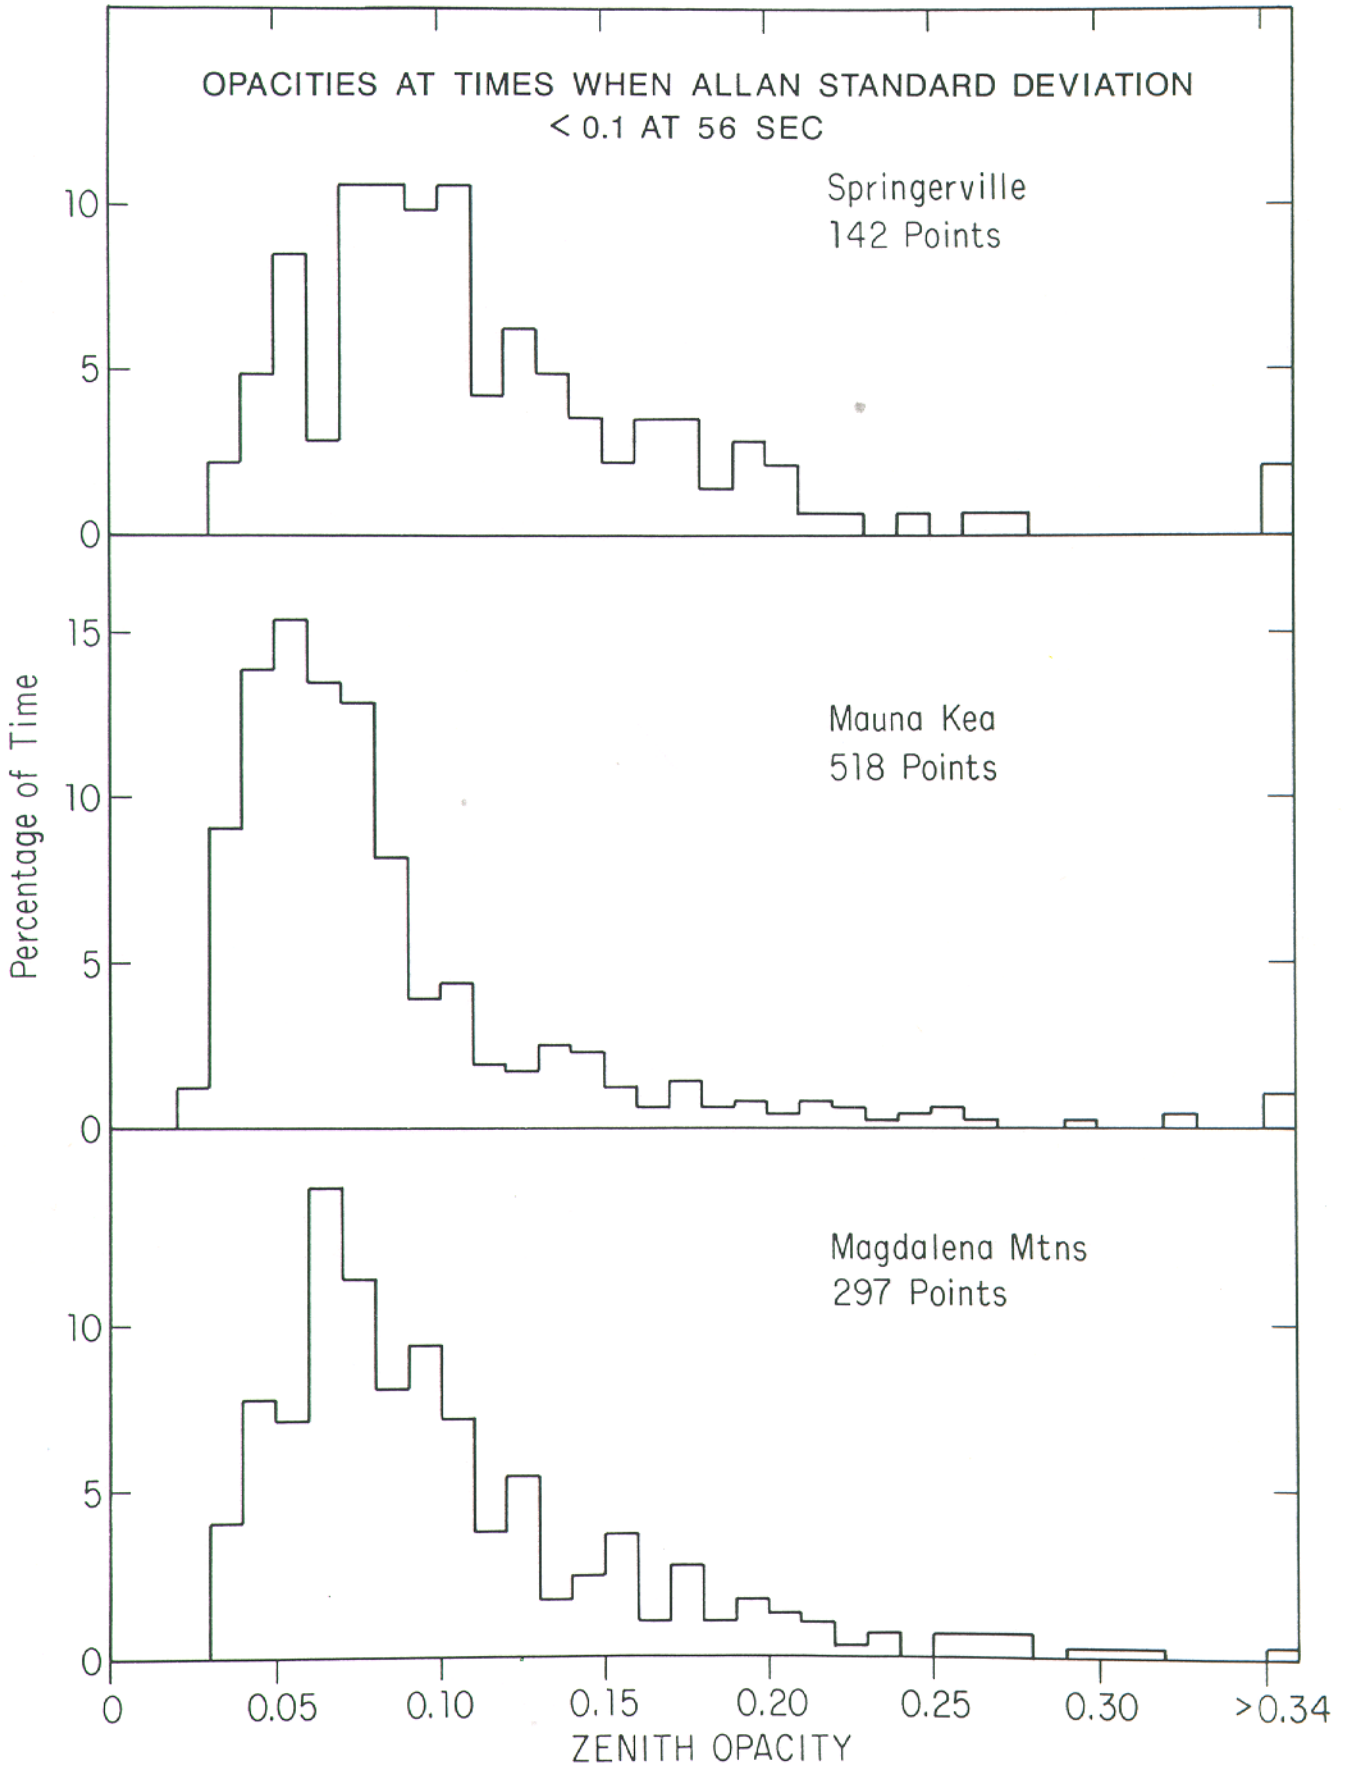 OPACITIES AT TIMES WHEN ALLAN STANDARD DEVIATION
< 0.1 AT 56 SEC
Springerville
142 Points
10
5
0
Mauna Kea
518 Points
15
10
5
0
Percentage of Time
Magdalena Mtns
297 Points
10
5
0
0 0.05 0.10 0.15 0.20 0.25 0.30 >0.34
ZENITH OPACITY